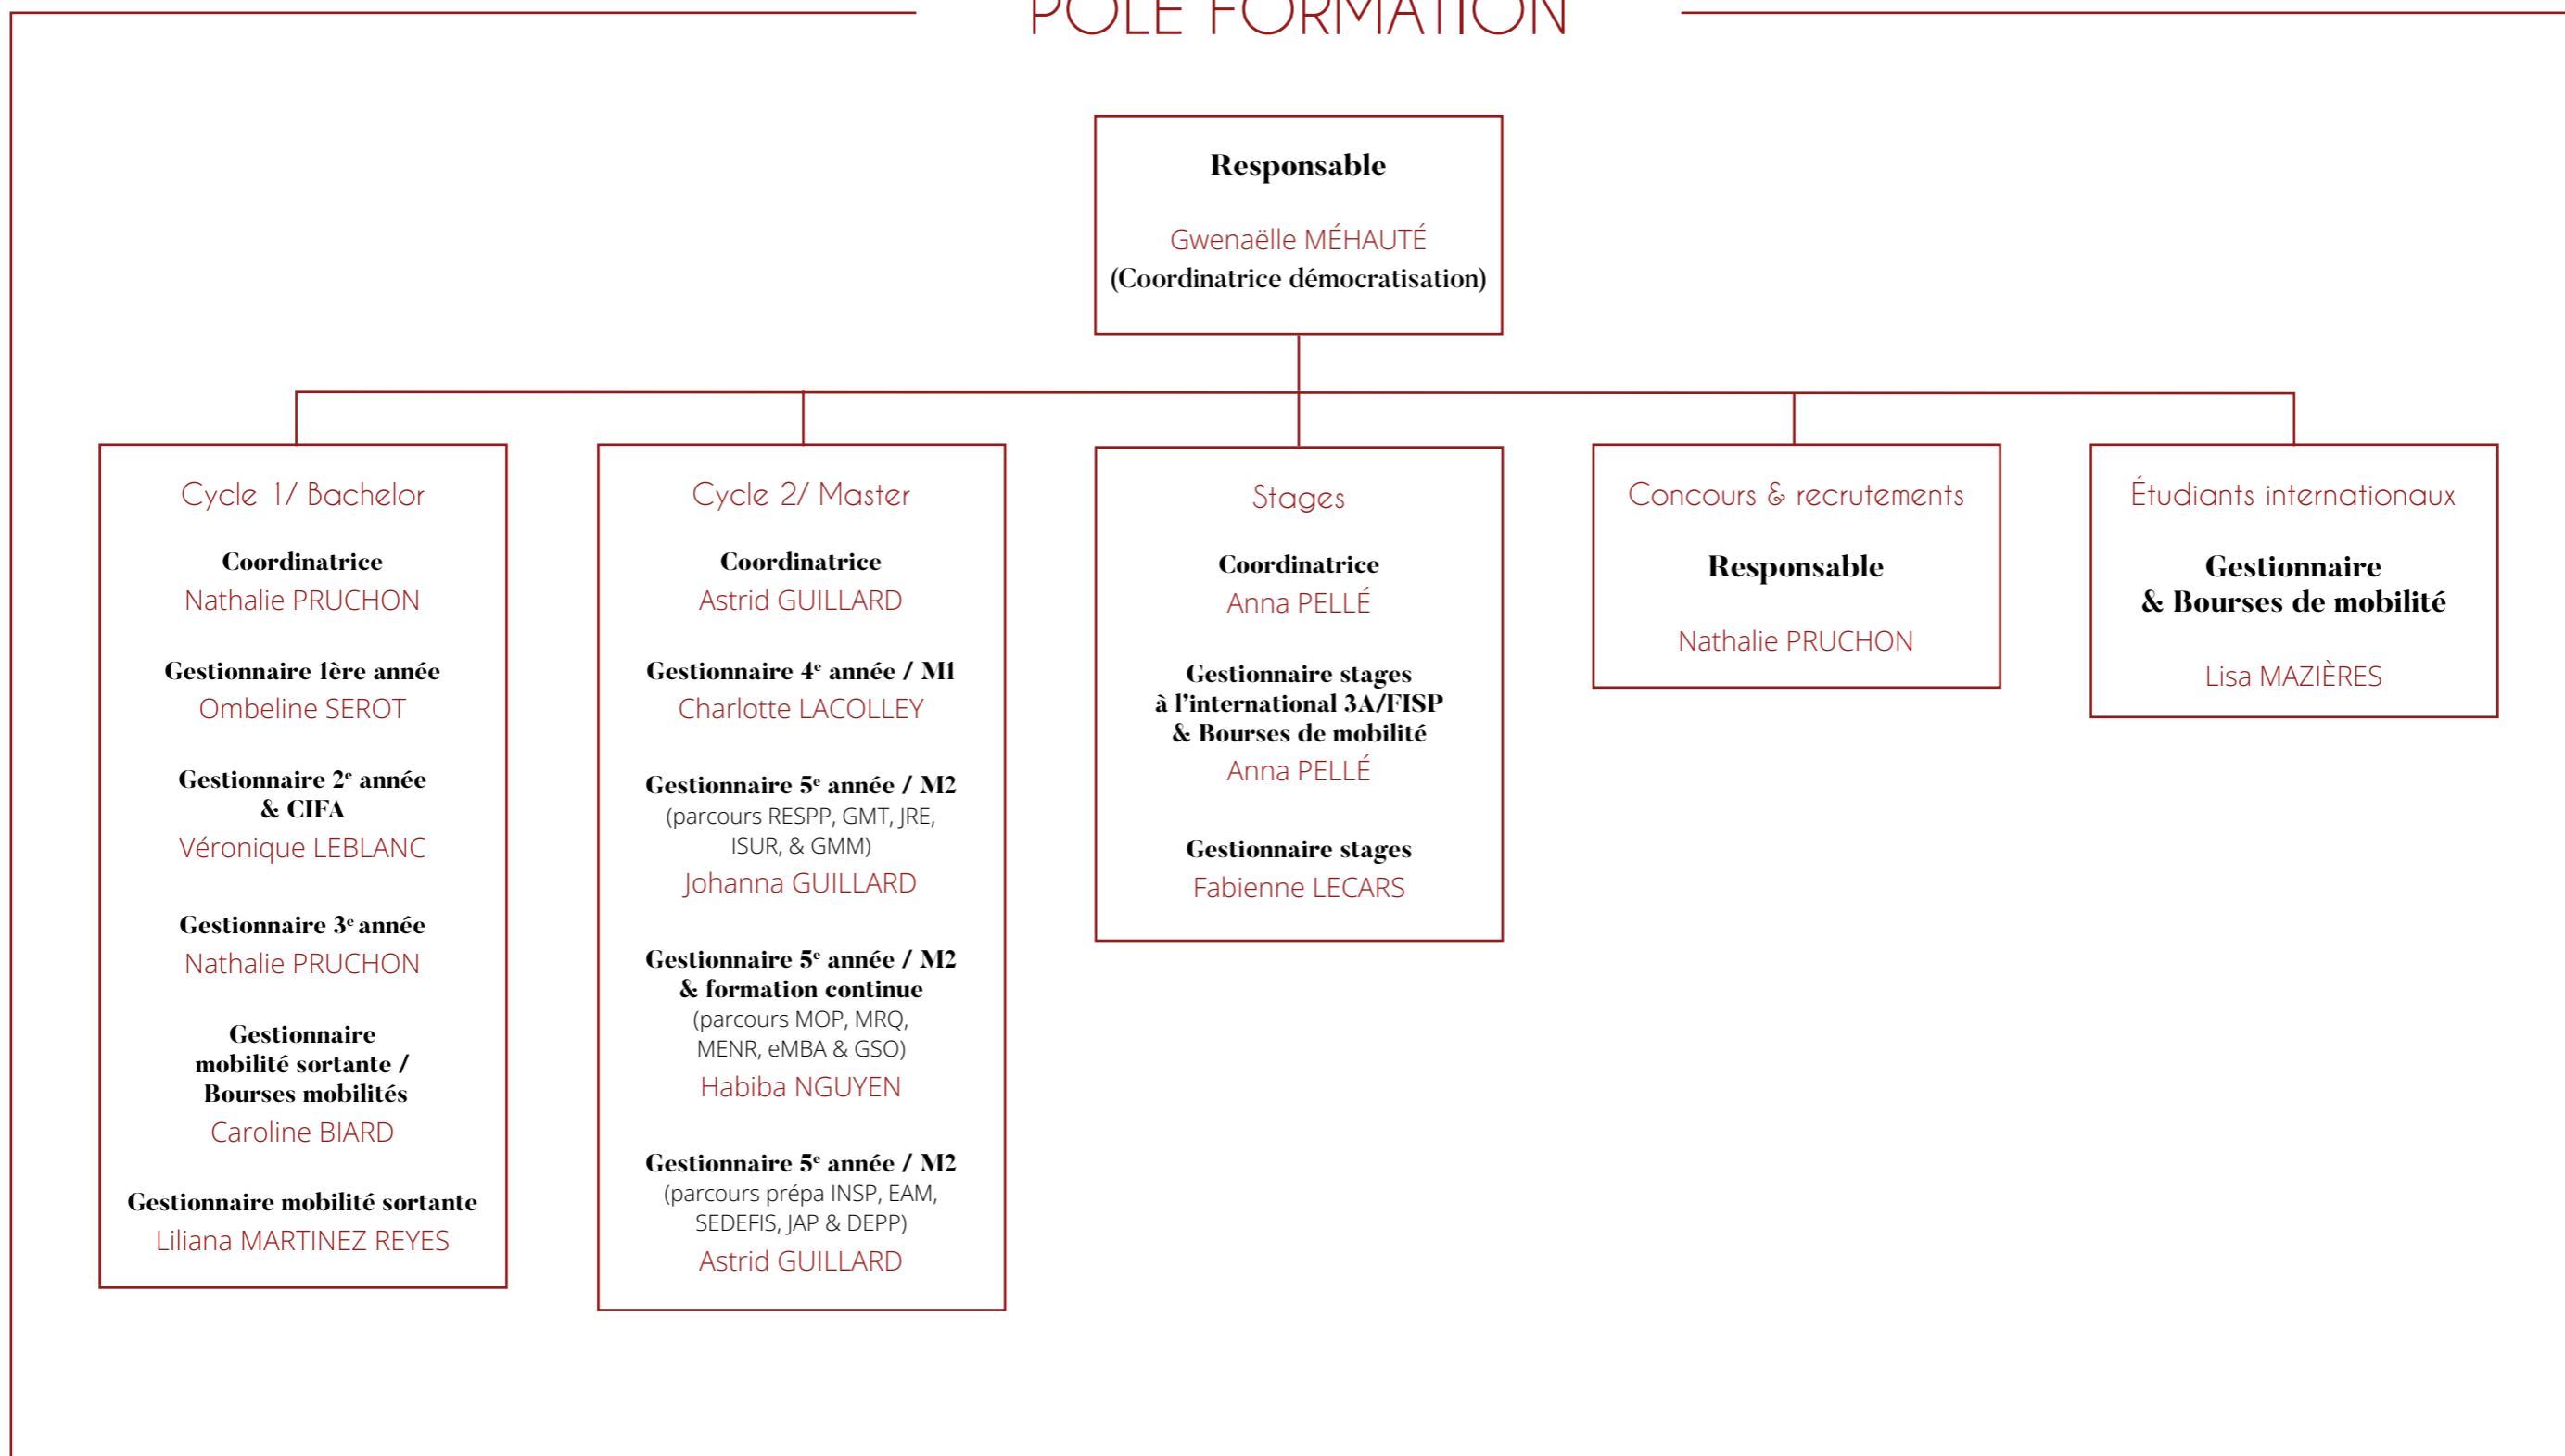 PÔLE FORMATION
Responsable
Gwenaëlle MÉHAUTÉ
(Coordinatrice démocratisation)
Cycle 1/ Bachelor
Coordinatrice
Nathalie PRUCHON
Gestionnaire 1ère année
Ombeline SEROT
Gestionnaire 2e année
& CIFA
Véronique LEBLANC
Gestionnaire 3e année
Nathalie PRUCHON
Gestionnaire
mobilité sortante /
Bourses mobilités
Caroline BIARD
Gestionnaire mobilité sortante
Liliana MARTINEZ REYES
Cycle 2/ Master
Coordinatrice
Astrid GUILLARD
Gestionnaire 4e année / M1
Charlotte LACOLLEY
Gestionnaire 5e année / M2
(parcours RESPP, GMT, JRE,
ISUR, & GMM)
Johanna GUILLARD
Gestionnaire 5e année / M2
& formation continue
(parcours MOP, MRQ,
MENR, eMBA & GSO)
Habiba NGUYEN
Gestionnaire 5e année / M2
(parcours prépa INSP, EAM,
SEDEFIS, JAP & DEPP)
Astrid GUILLARD
Stages
Coordinatrice
Anna PELLÉ
Gestionnaire stages
à l'international 3A/FISP
& Bourses de mobilité
Anna PELLÉ
Gestionnaire stages
Fabienne LECARS
Concours & recrutements
Responsable
Nathalie PRUCHON
Étudiants internationaux
Gestionnaire
& Bourses de mobilité
Lisa MAZIÈRES